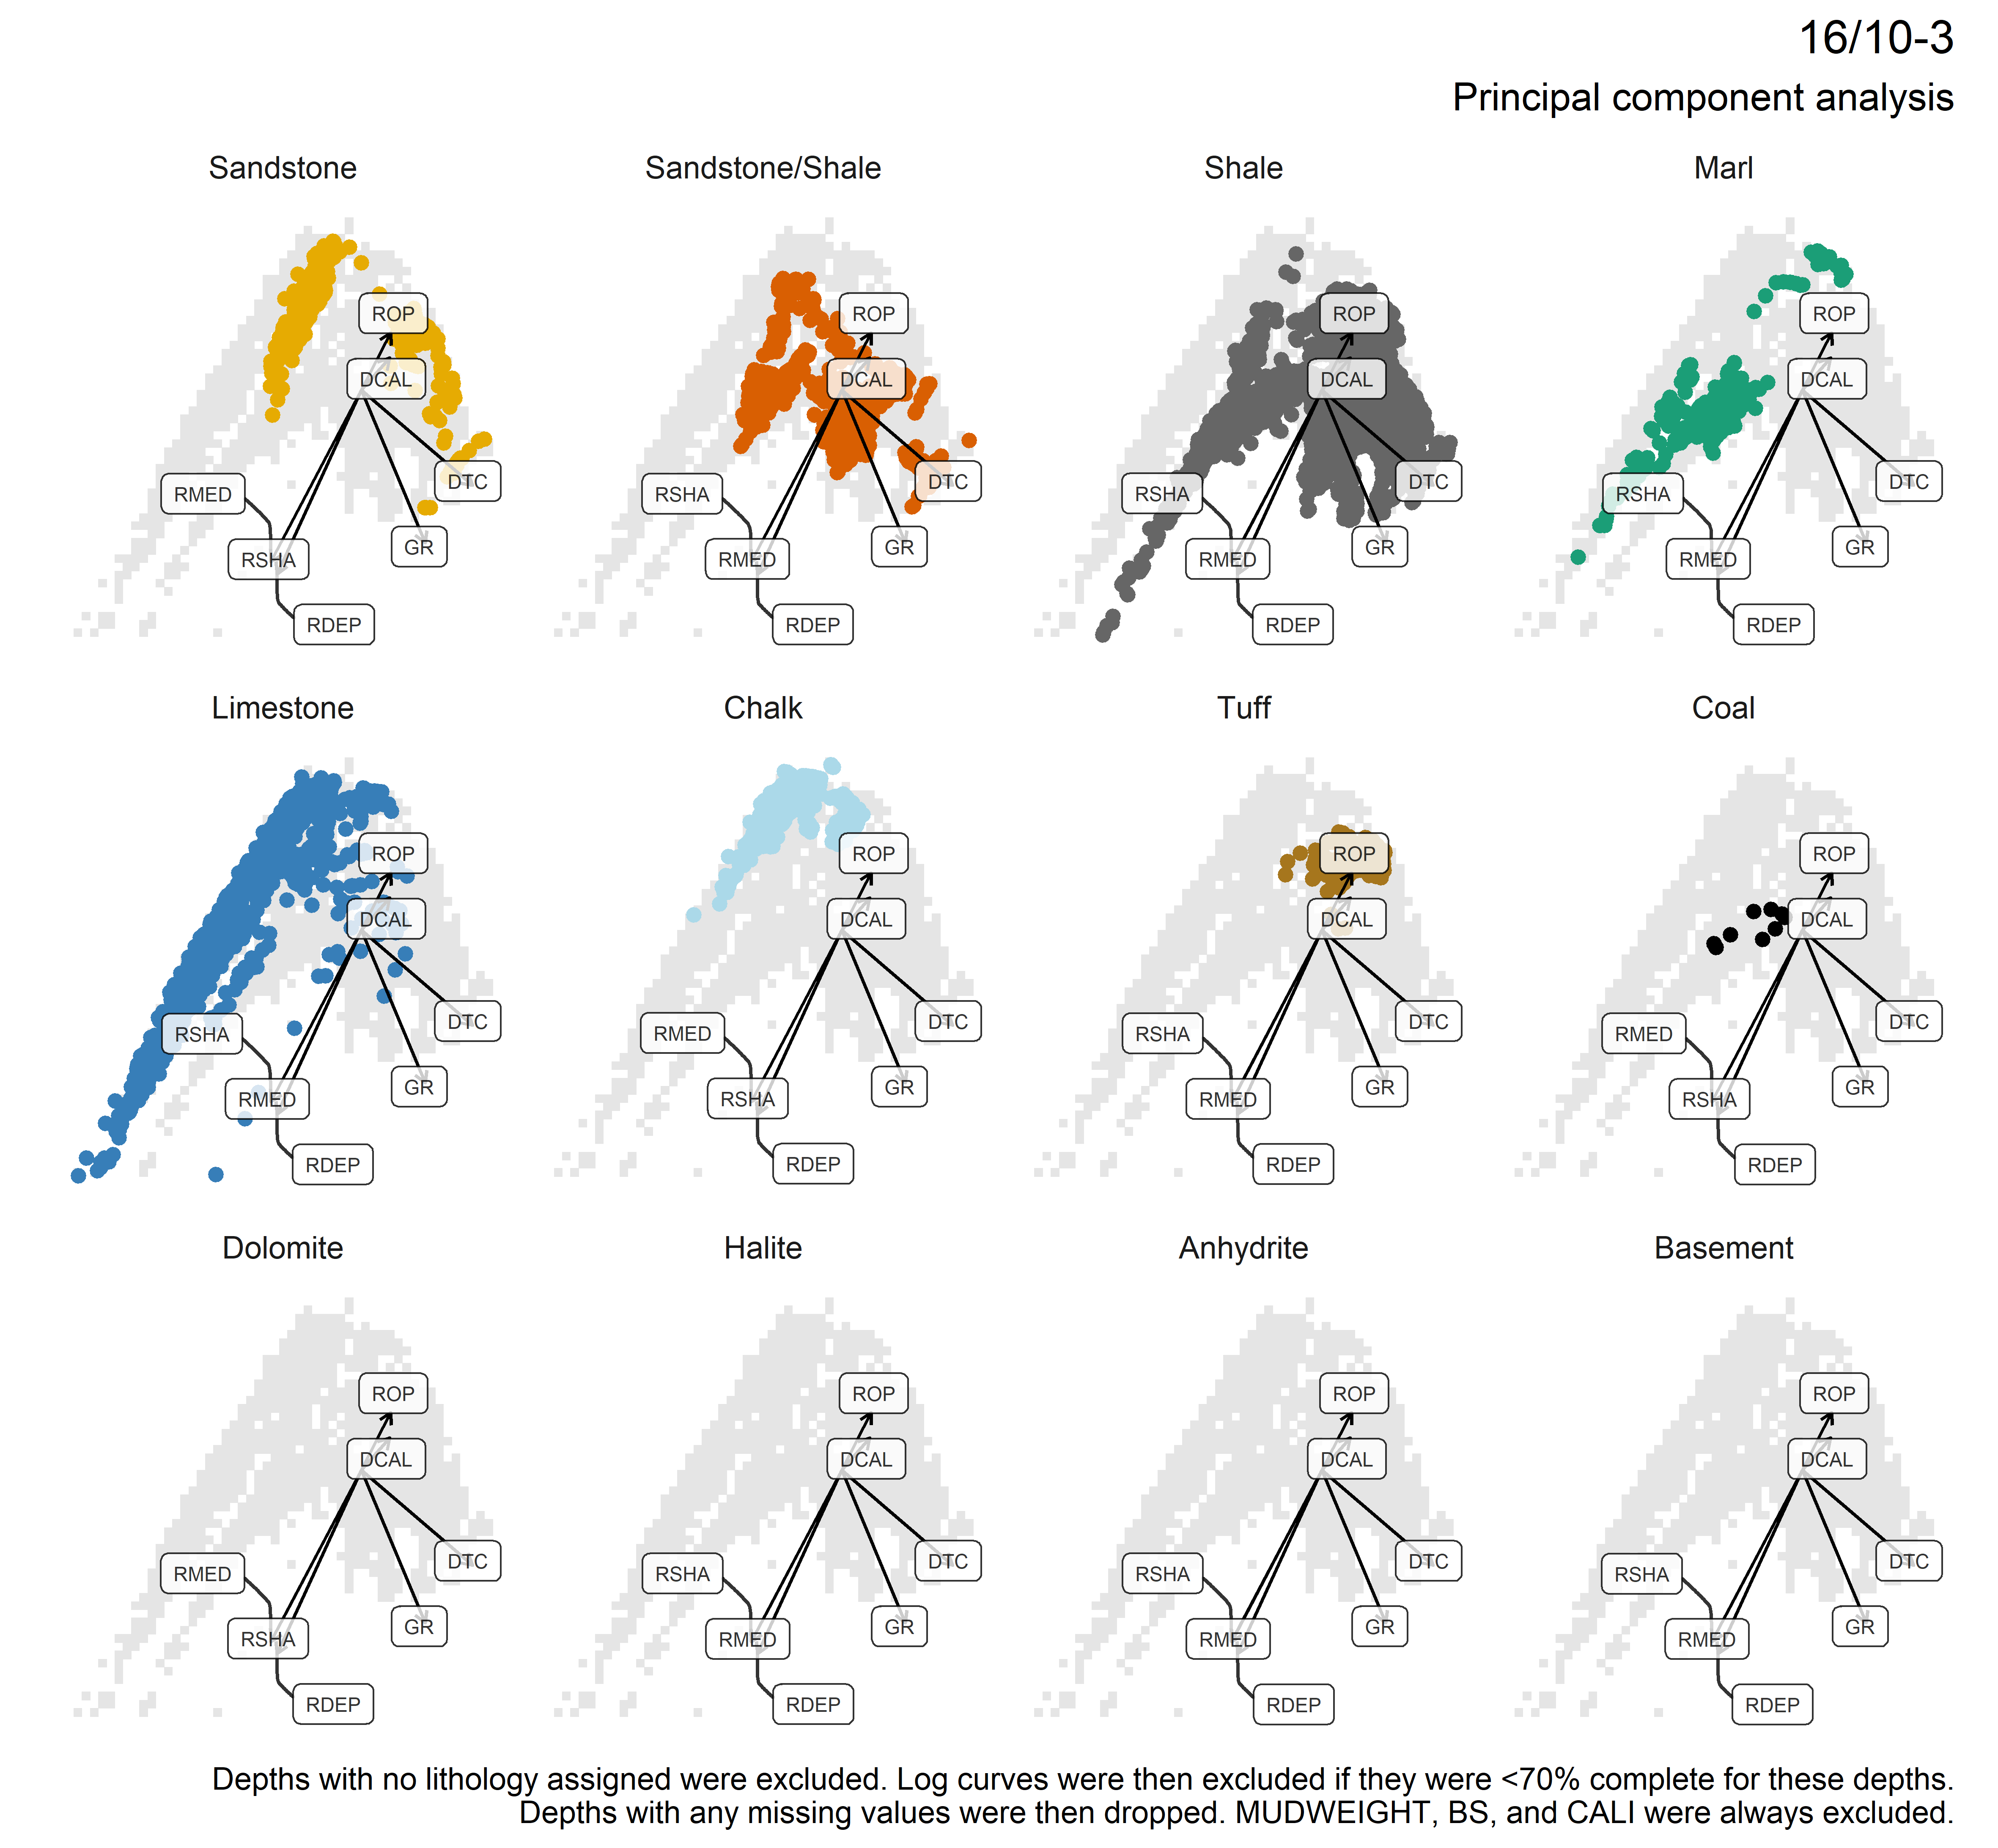 16/10-3
Principal component analysis
Sandstone
Sandstone/Shale
Shale
Marl
ROP
DCAL
RMED
DTC
RSHA
GR
RDEP
ROP
DCAL
RSHA
DTC
RMED
GR
RDEP
ROP
DCAL
RSHA
DTC
RMED
GR
RDEP
ROP
DCAL
RSHA
DTC
RMED
GR
RDEP
Limestone
Chalk
Tuff
Coal
ROP
DCAL
RSHA
DTC
RMED
GR
RDEP
ROP
DCAL
RMED
DTC
RSHA
GR
RDEP
ROP
DCAL
RSHA
DTC
RMED
GR
RDEP
ROP
DCAL
RMED
DTC
RSHA
GR
RDEP
Dolomite
Halite
Anhydrite
Basement
ROP
DCAL
RMED
DTC
RSHA
GR
RDEP
ROP
DCAL
RSHA
DTC
RMED
GR
RDEP
ROP
DCAL
RSHA
DTC
RMED
GR
RDEP
ROP
DCAL
RSHA
DTC
RMED
GR
RDEP
Depths with no lithology assigned were excluded. Log curves were then excluded if they were <70% complete for these depths.
Depths with any missing values were then dropped. MUDWEIGHT, BS, and CALI were always excluded.